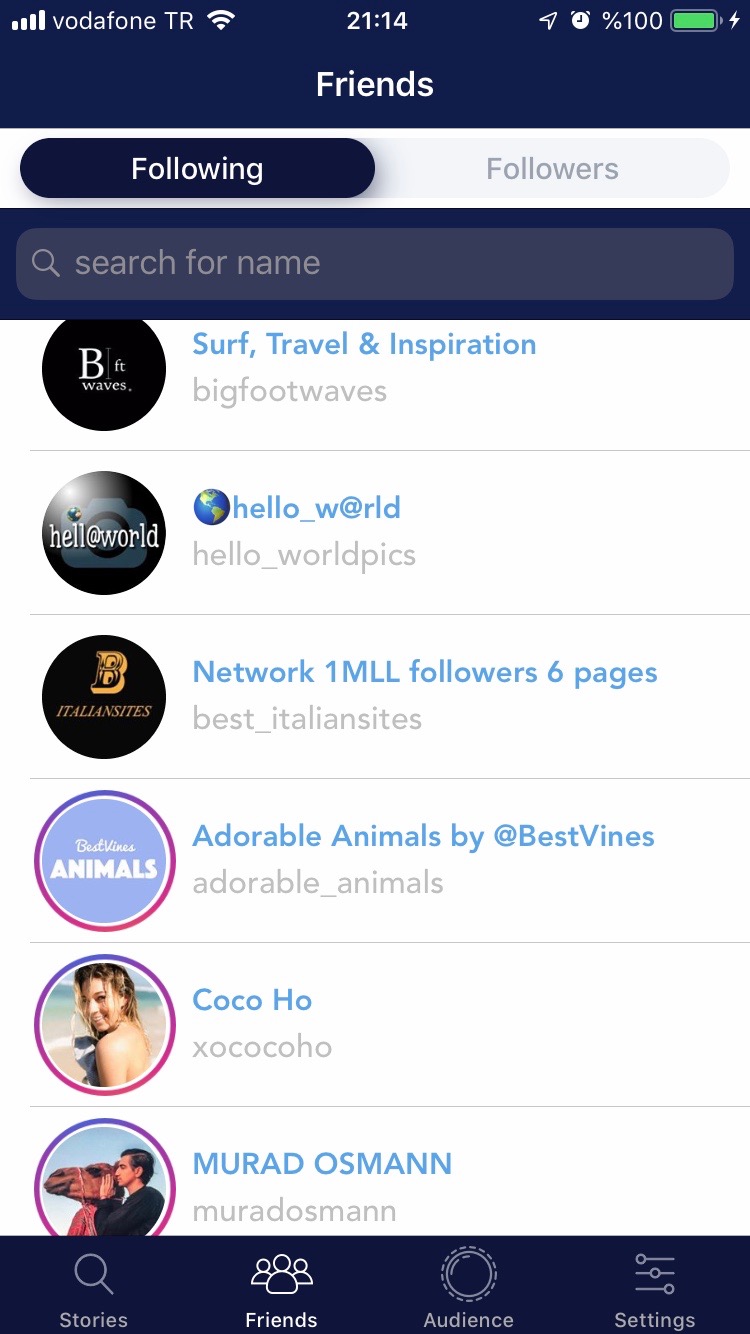 vodafone TR
21:14
%100
Friends
Following
Followers
search for name
B ft
waves.
Surf, Travel & Inspiration
bigfootwaves
hell@world
🌎hello_w@rld
hello_worldpics
B
ITALIANSITES
Network 1MLL followers 6 pages
best_italiansites
BestVines
ANIMALS
Adorable Animals by @BestVines
adorable_animals
Coco Ho
xococoho
MURAD OSMANN
muradosmann
Stories
Friends
Audience
Settings